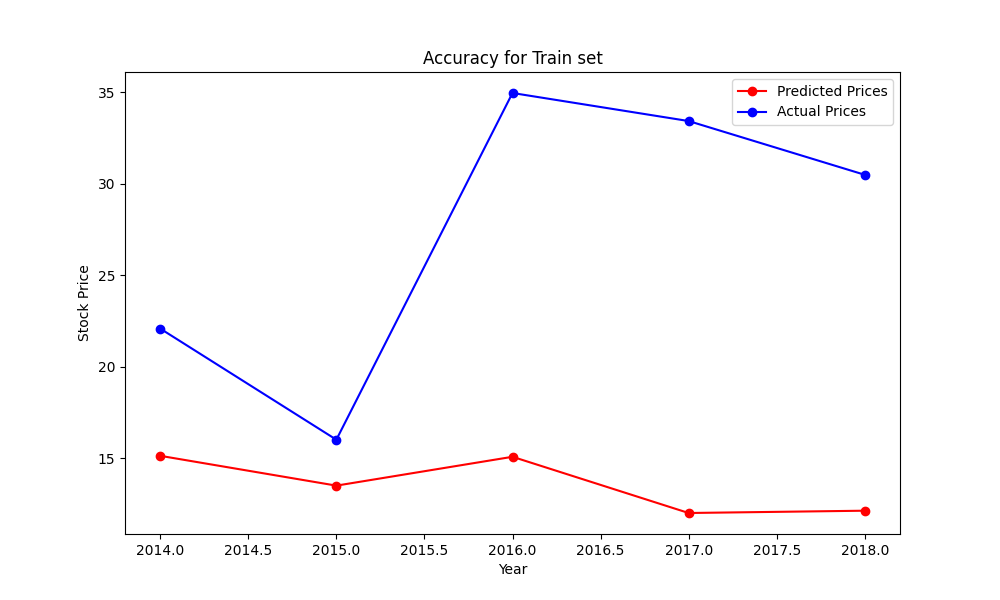 Accuracy for Train set
Predicted Prices
Actual Prices
35
30
25
20
15
Stock Price
2014.0 2014.5 2015.0 2015.5 2016.0 2016.5 2017.0 2017.5 2018.0
Year